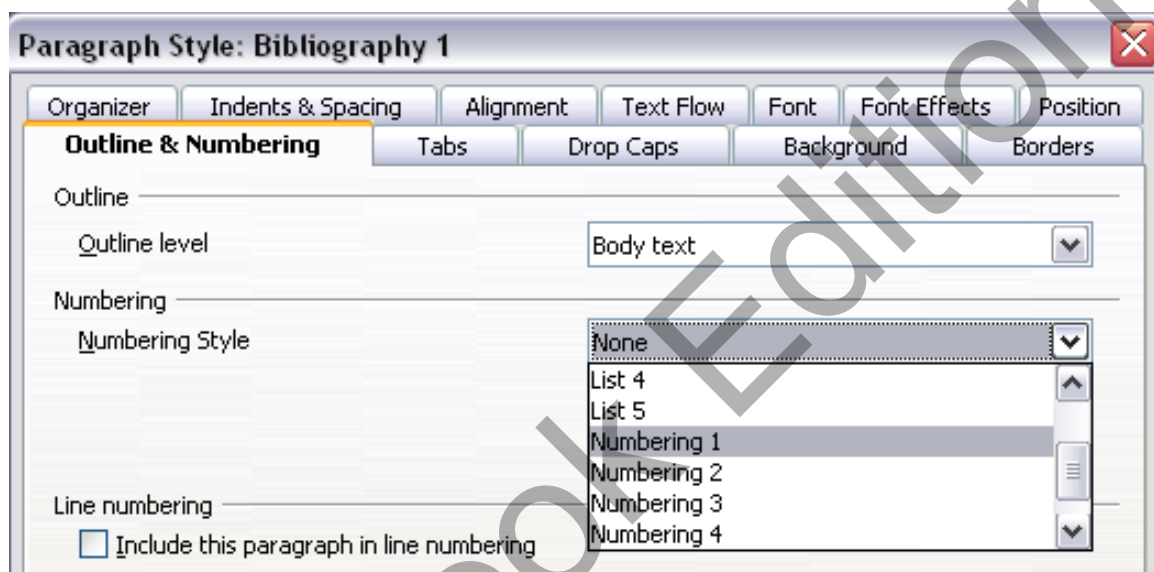 Paragraph Style: Bibliography 1
Organizer Indents & Spacing Alignment Text Flow Font Font Effects Position
Outline & Numbering Tabs Drop Caps Background Borders
Outline
Outline level Body text
Numbering
Numbering Style None
List 4
List 5
Numbering 1
Numbering 2
Numbering 3
Line numbering
Numbering 4
Include this paragraph in line numbering
ook Edition